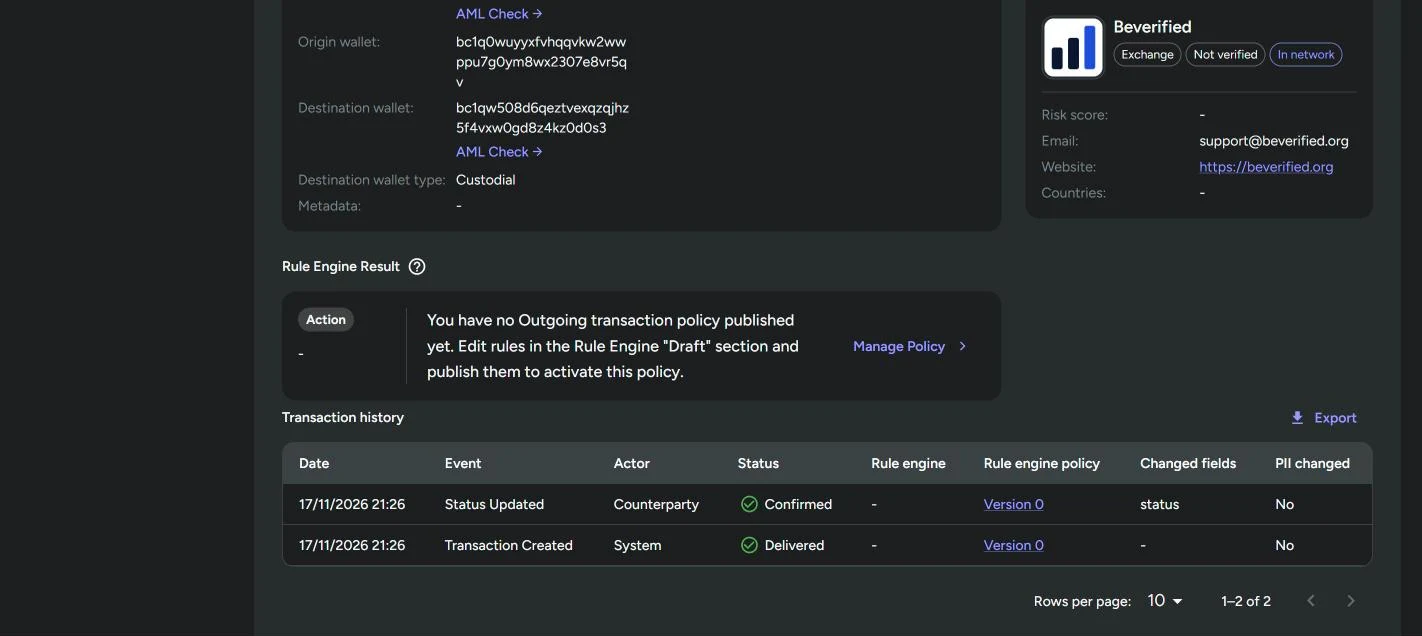 AML Check →
Origin wallet:
bc1q0wuyyxfvhqqvkw2ww
ppu7g0ym8wx2307e8vr5q
v
Destination wallet:
bc1qw508d6qeztvexqzqjhz
5f4vxw0gd8z4kz0d0s3
AML Check →
Destination wallet type: Custodial
Metadata: -
Beverified
Exchange Not verified In network
Risk score: -
Email: support@beverified.org
Website: https://beverified.org
Countries: -
Rule Engine Result ?
Action
-
You have no Outgoing transaction policy published
yet. Edit rules in the Rule Engine "Draft" section and
publish them to activate this policy.
Manage Policy >
Transaction history
Export
Date Event Actor Status Rule engine Rule engine policy Changed fields PII changed
17/11/2026 21:26 Status Updated Counterparty Confirmed - Version 0 status No
17/11/2026 21:26 Transaction Created System Delivered - Version 0 - No
Rows per page: 10 1–2 of 2 < >